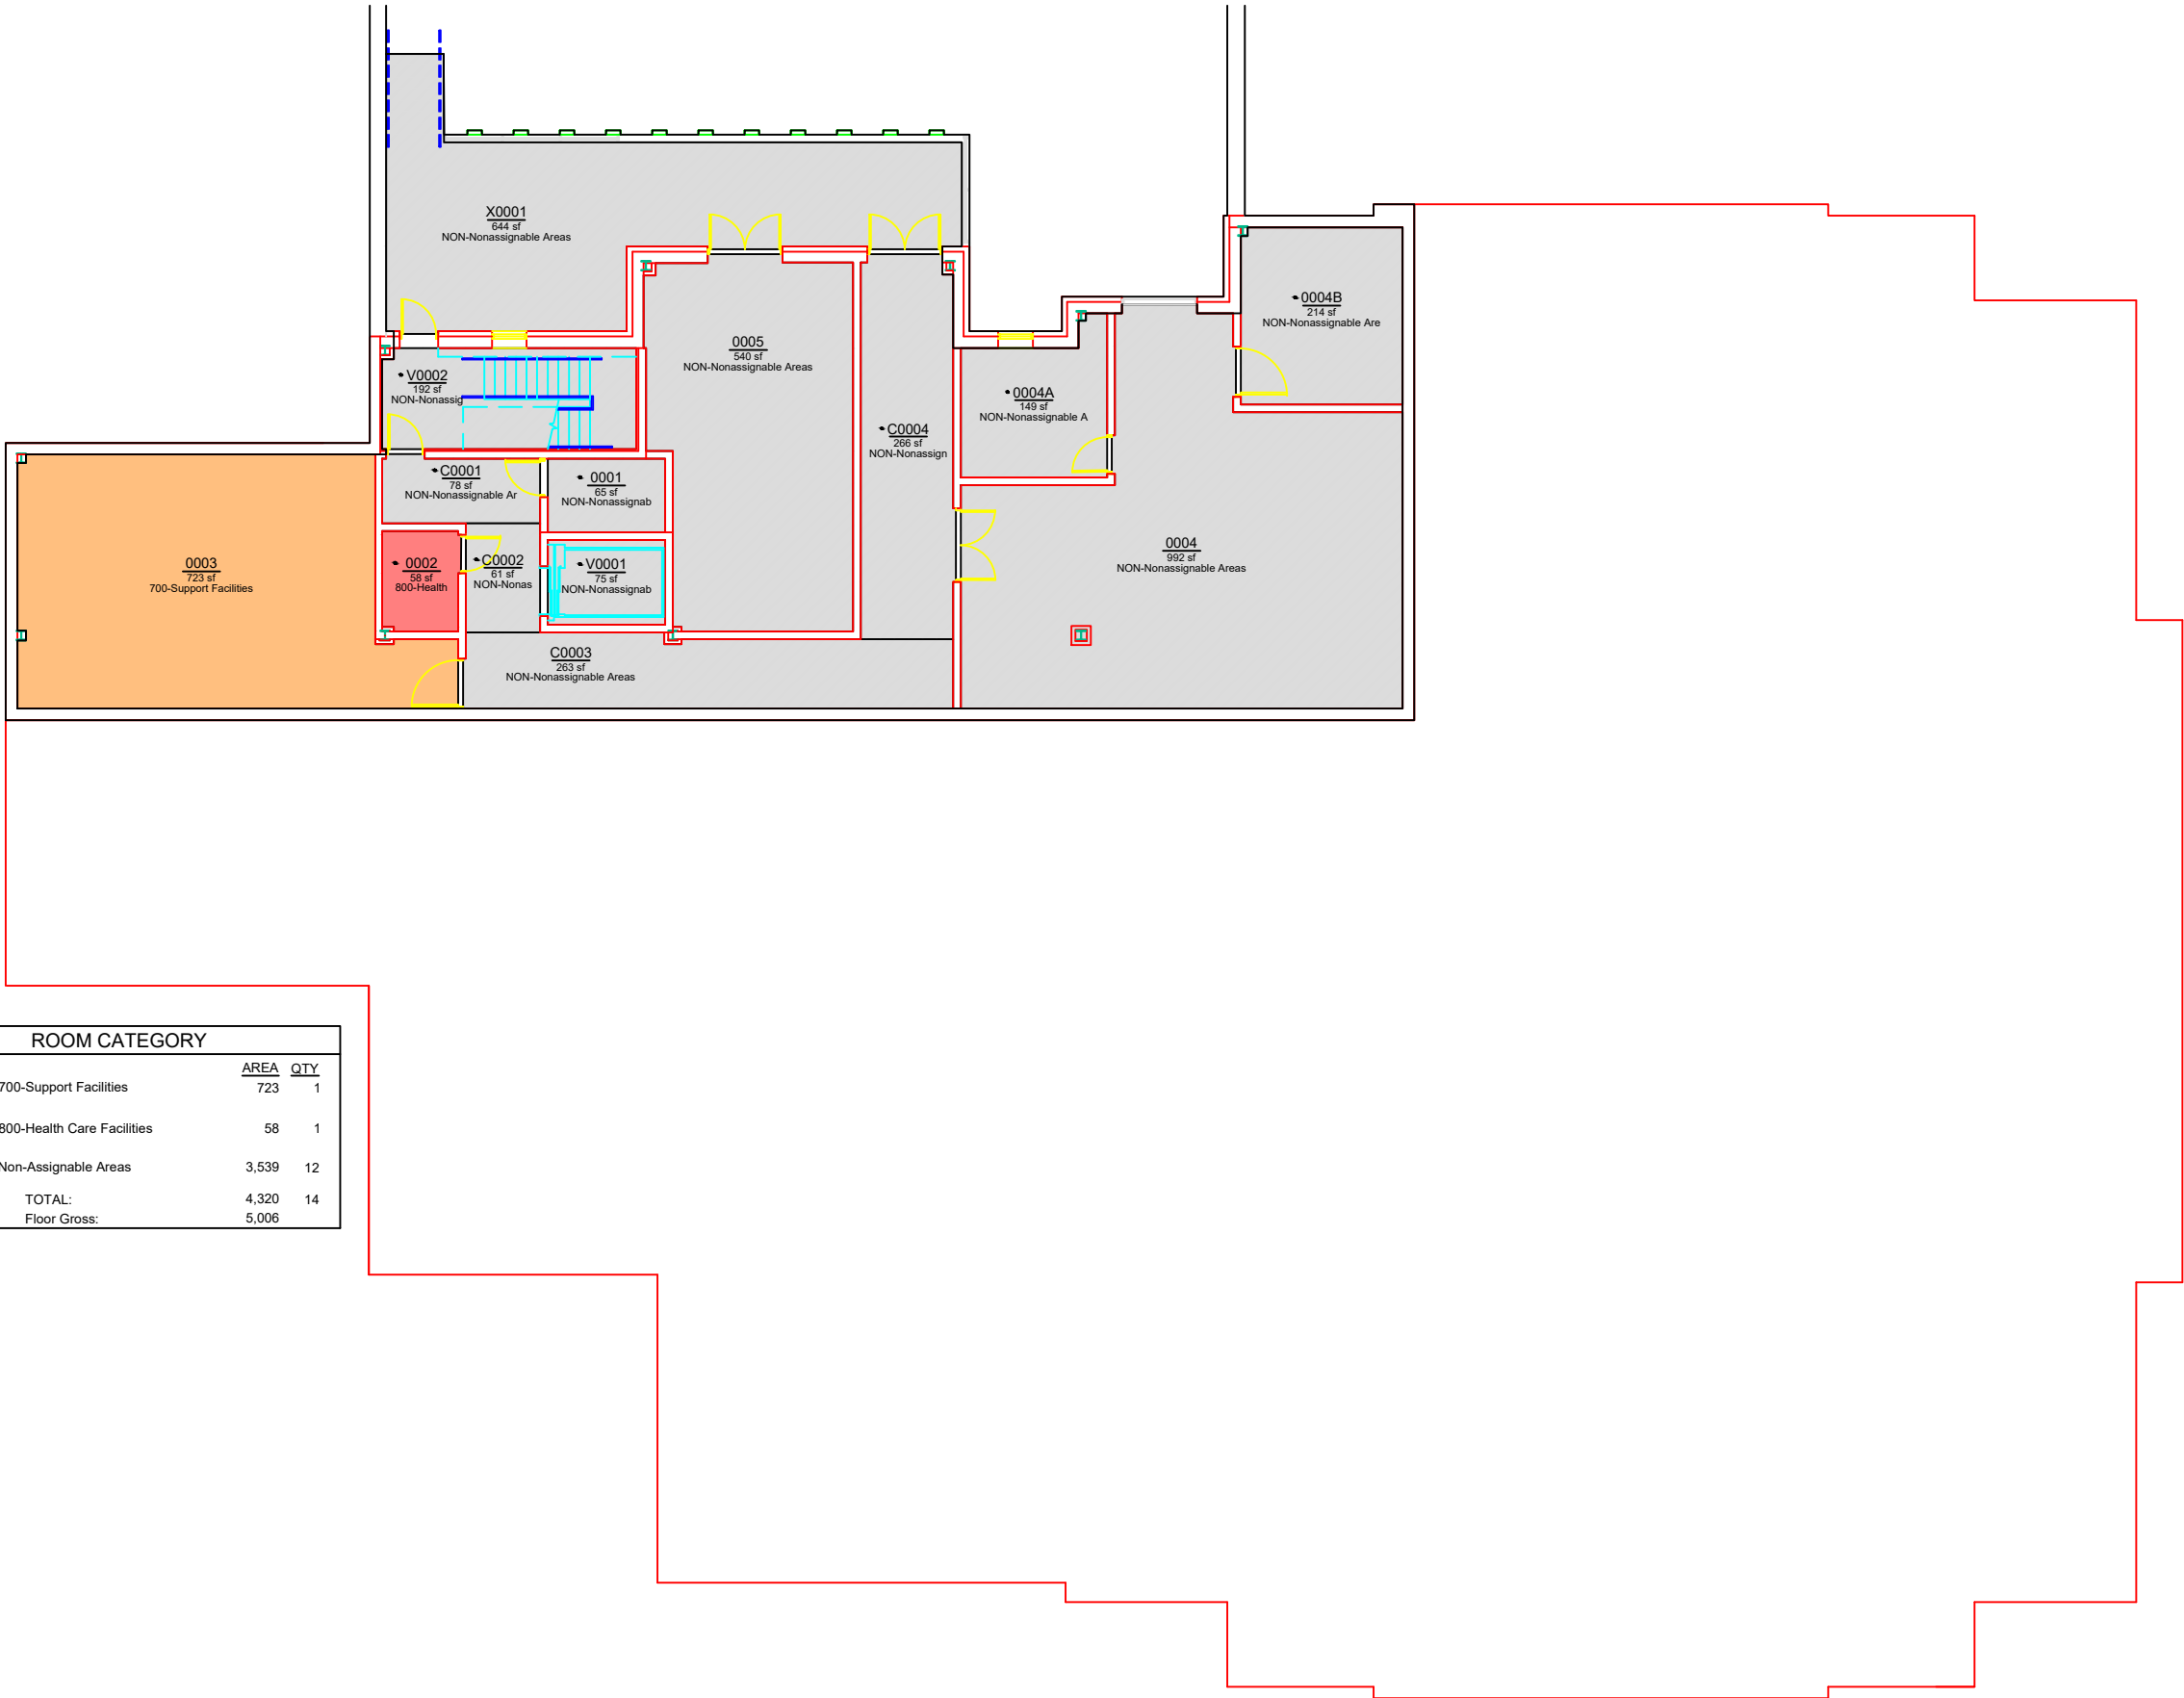 X0001
644 sf
NON-Nonassignable Areas
0004B
214 sf
NON-Nonassignable Are
0005
540 sf
NON-Nonassignable Areas
V0002
192 sf
NON-Nonassig
0004A
149 sf
NON-Nonassignable A
C0004
266 sf
NON-Nonassign
C0001
78 sf
NON-Nonassignable Ar
0001
65 sf
NON-Nonassignab
0003
723 sf
700-Support Facilities
0002
58 sf
800-Health
C0002
61 sf
NON-Nonas
V0001
75 sf
NON-Nonassignab
0004
992 sf
NON-Nonassignable Areas
C0003
263 sf
NON-Nonassignable Areas
ROOM CATEGORY
AREA QTY
700-Support Facilities 723 1
800-Health Care Facilities 58 1
Non-Assignable Areas 3,539 12
TOTAL: 4,320 14
Floor Gross: 5,006